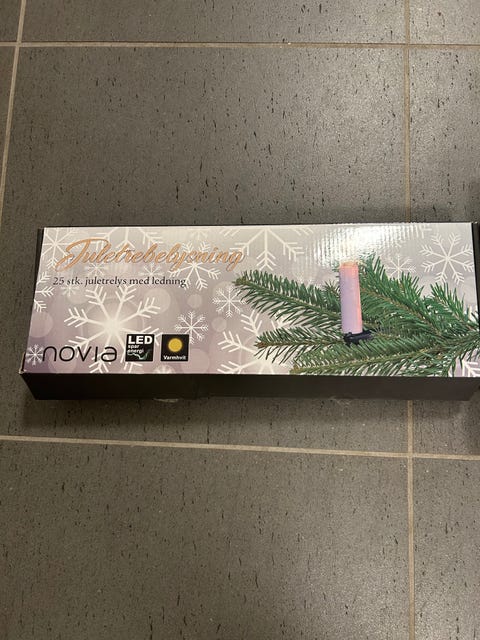 Juletrebelysning
25 stk. juletrelys med ledning
novia
LED
spar
energi
Varmhvit